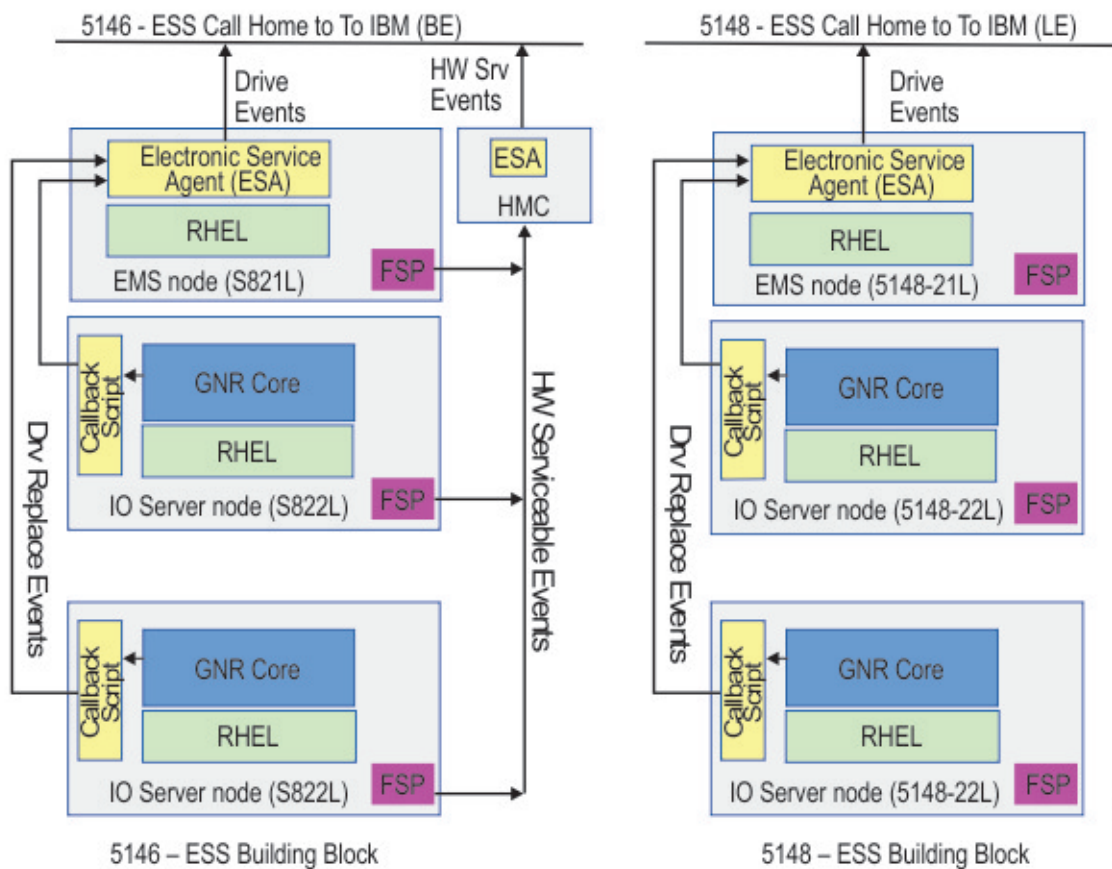 5146 - ESS Call Home to To IBM (BE)
Drive
Events
HW Srv
Events
Electronic Service
Agent (ESA)
RHEL
FSP
EMS node (S821L)
ESA
HMC
Callback
Script
GNR Core
RHEL
FSP
IO Server node (S822L)
Drv Replace Events
HW Serviceable Events
Callback
Script
GNR Core
RHEL
FSP
IO Server node (S822L)
5146 – ESS Building Block
5148 - ESS Call Home to To IBM (LE)
Drive
Events
Electronic Service
Agent (ESA)
RHEL
FSP
EMS node (5148-21L)
Callback
Script
GNR Core
RHEL
FSP
IO Server node (5148-22L)
Drv Replace Events
Callback
Script
GNR Core
RHEL
FSP
IO Server node (5148-22L)
5148 – ESS Building Block